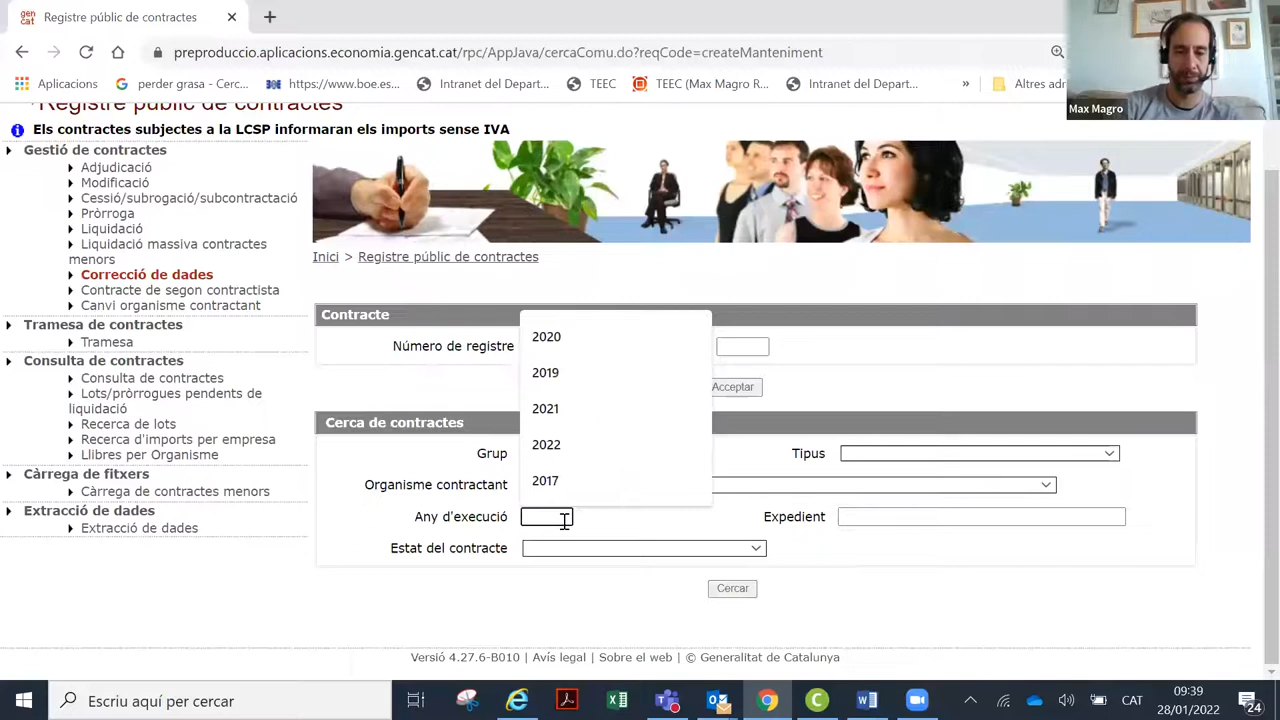 gen
cat
Registre públic de contractes
preproduccio.aplicacions.economia.gencat.cat/rpc/AppJava/cercaComu.do?reqCode=createManteniment
Aplicacions
perder grasa - Cerc...
https://www.boe.es...
Intranet del Depart...
TEEC
TEEC (Max Magro R...
Intranet del Depart...
»
Max Magro
Registre públic de contractes
Els contractes subjectes a la LCSP informaran els imports sense IVA
Gestió de contractes
Adjudicació
Modificació
Cessió/subrogació/subcontractació
Pròrroga
Liquidació
Liquidació massiva contractes
menors
Correcció de dades
Contracte de segon contractista
Canvi organisme contractant
Tramesa de contractes
Tramesa
Consulta de contractes
Consulta de contractes
Lots/pròrrogues pendents de
liquidació
Recerca de lots
Recerca d'imports per empresa
Llibres per Organisme
Càrrega de fitxers
Càrrega de contractes menors
Extracció de dades
Extracció de dades
Inici > Registre públic de contractes
Contracte
Número de registre
Acceptar
2020
2019
2021
2022
2017
Cerca de contractes
Grup
Tipus
Organisme contractant
Any d'execució
Expedient
Estat del contracte
Cercar
Versió 4.27.6-B010 | Avís legal | Sobre el web | © Generalitat de Catalunya
Escriu aquí per cercar
CAT
09:39
28/01/2022
24